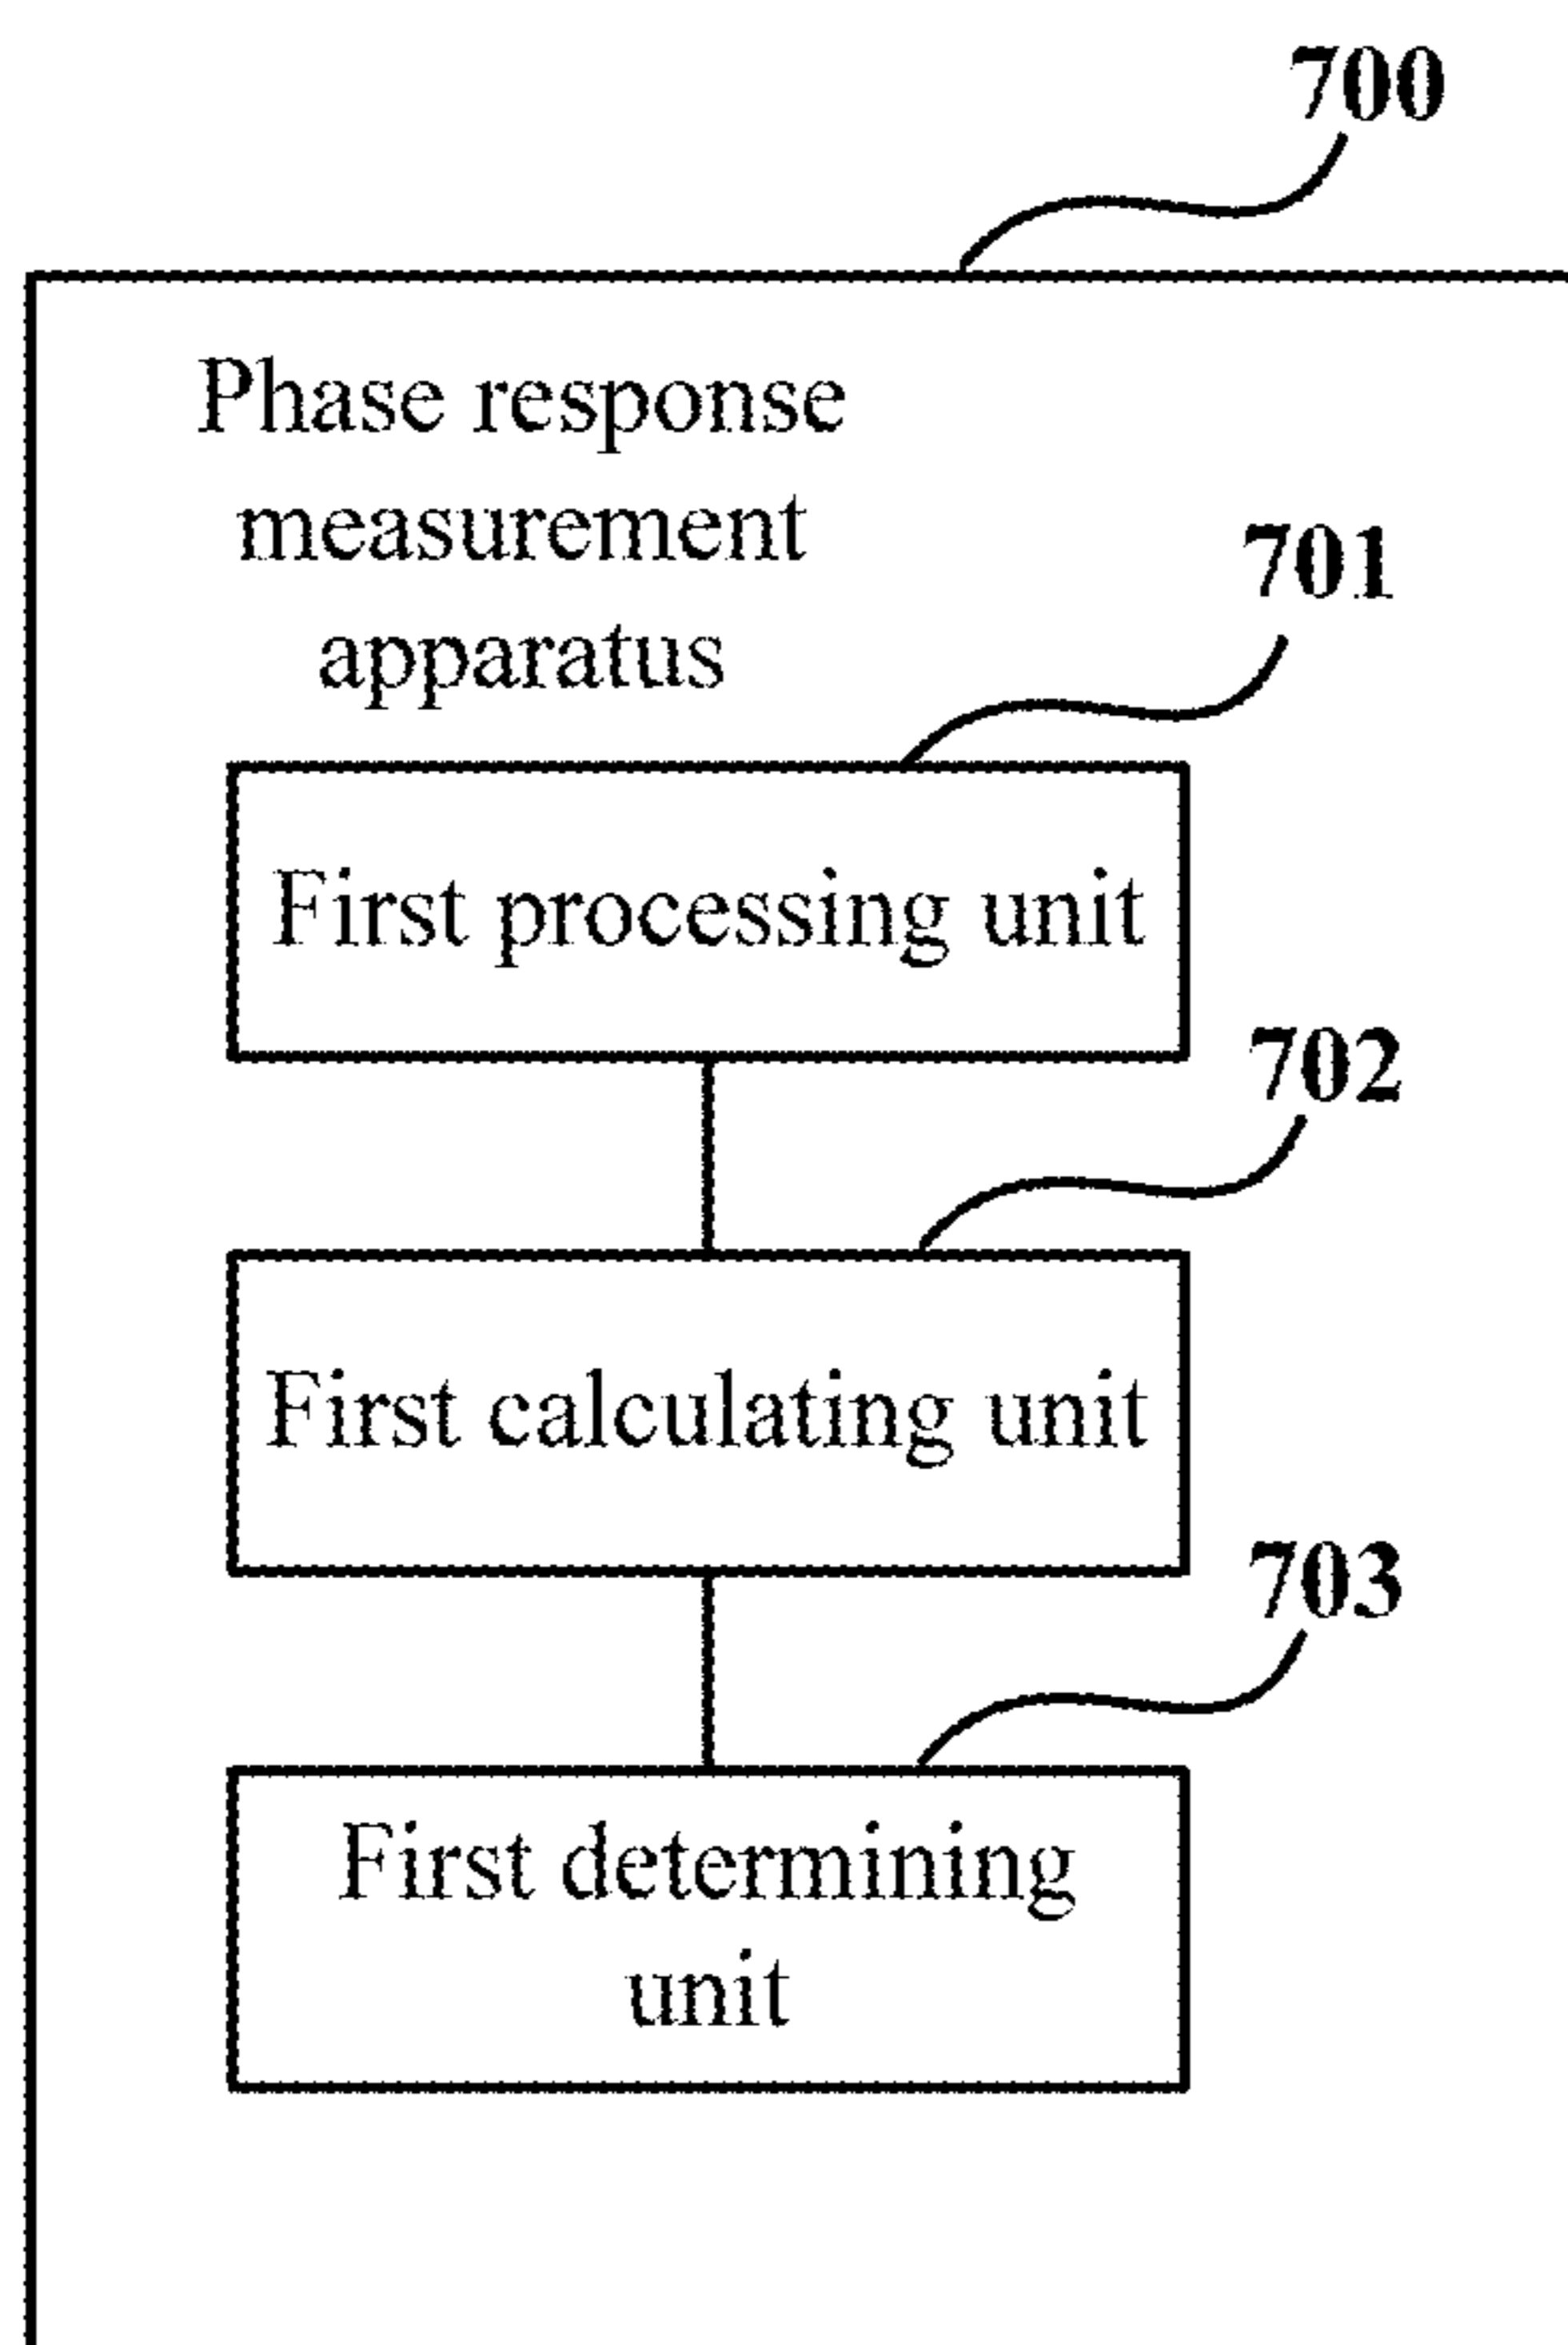 700
Phase response
measurement
apparatus
701
First processing unit
702
First calculating unit
703
First determining
unit